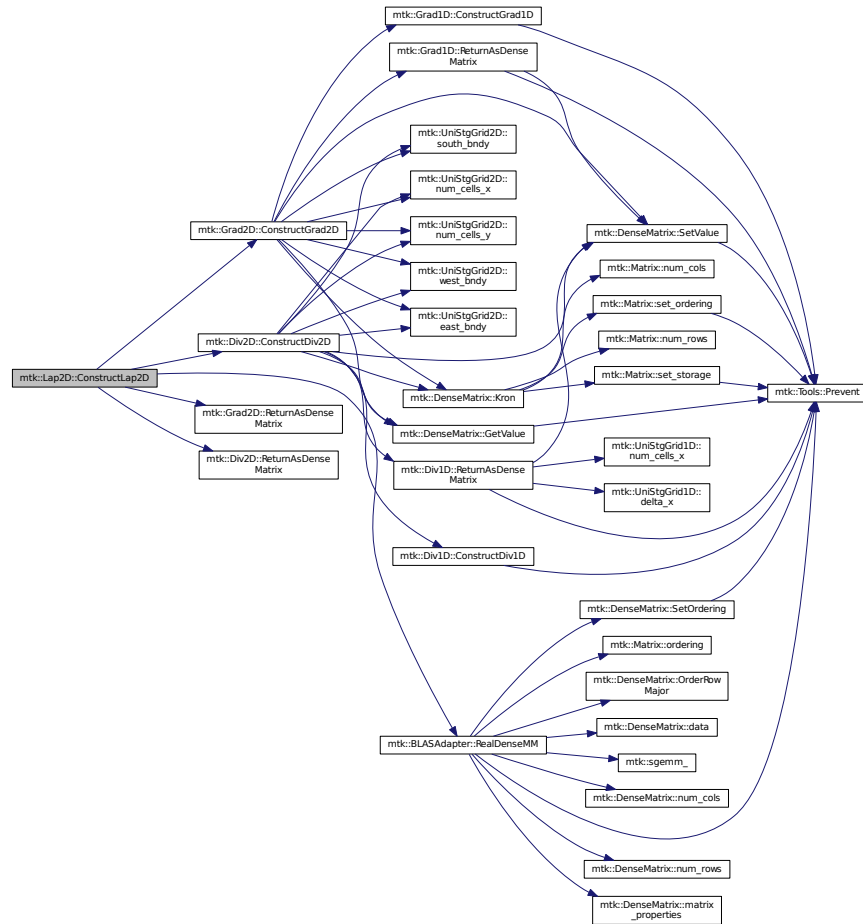 mtk::Grad1D::ConstructGrad1D
mtk::Grad1D::ReturnAsDense
Matrix
mtk::UniStgGrid2D::
south_bndy
mtk::UniStgGrid2D::
num_cells_x
mtk::UniStgGrid2D::
num_cells_y
mtk::Grad2D::ConstructGrad2D
mtk::DenseMatrix::SetValue
mtk::Matrix::num_cols
mtk::UniStgGrid2D::
west_bndy
mtk::Matrix::set_ordering
mtk::UniStgGrid2D::
east_bndy
mtk::Matrix::num_rows
mtk::Div2D::ConstructDiv2D
mtk::Lap2D::ConstructLap2D
mtk::Matrix::set_storage
mtk::Tools::Prevent
mtk::DenseMatrix::Kron
mtk::Grad2D::ReturnAsDense
Matrix
mtk::DenseMatrix::GetValue
mtk::Div2D::ReturnAsDense
Matrix
mtk::UniStgGrid1D::
num_cells_x
mtk::Div1D::ReturnAsDense
Matrix
mtk::UniStgGrid1D::
delta_x
mtk::Div1D::ConstructDiv1D
mtk::DenseMatrix::SetOrdering
mtk::Matrix::ordering
mtk::DenseMatrix::OrderRow
Major
mtk::DenseMatrix::data
mtk::BLASAdapter::RealDenseMM
mtk::sgemm_
mtk::DenseMatrix::num_cols
mtk::DenseMatrix::num_rows
mtk::DenseMatrix::matrix
_properties